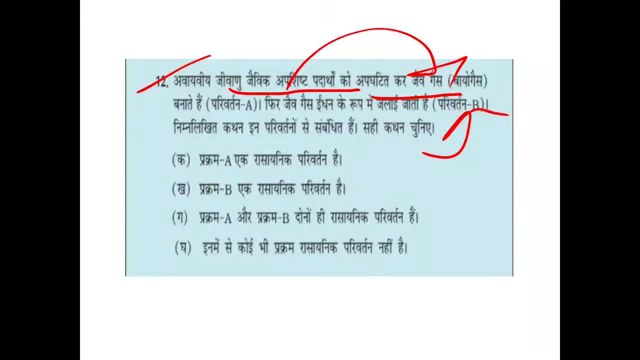 12. अवायवीय जीवाणु जैविक अपशिष्ट पदार्थों को अपघटित कर जैव गैस (बायोगैस)
बनाते हैं (परिवर्तन-A)। फिर जैव गैस ईंधन के रूप में जलाई जाती है (परिवर्तन-B)।
निम्नलिखित कथन इन परिवर्तनों से संबंधित हैं। सही कथन चुनिए।
(क) प्रक्रम-A एक रासायनिक परिवर्तन है।
(ख) प्रक्रम-B एक रासायनिक परिवर्तन है।
(ग) प्रक्रम-A और प्रक्रम-B दोनों ही रासायनिक परिवर्तन हैं।
(घ) इनमें से कोई भी प्रक्रम रासायनिक परिवर्तन नहीं है।